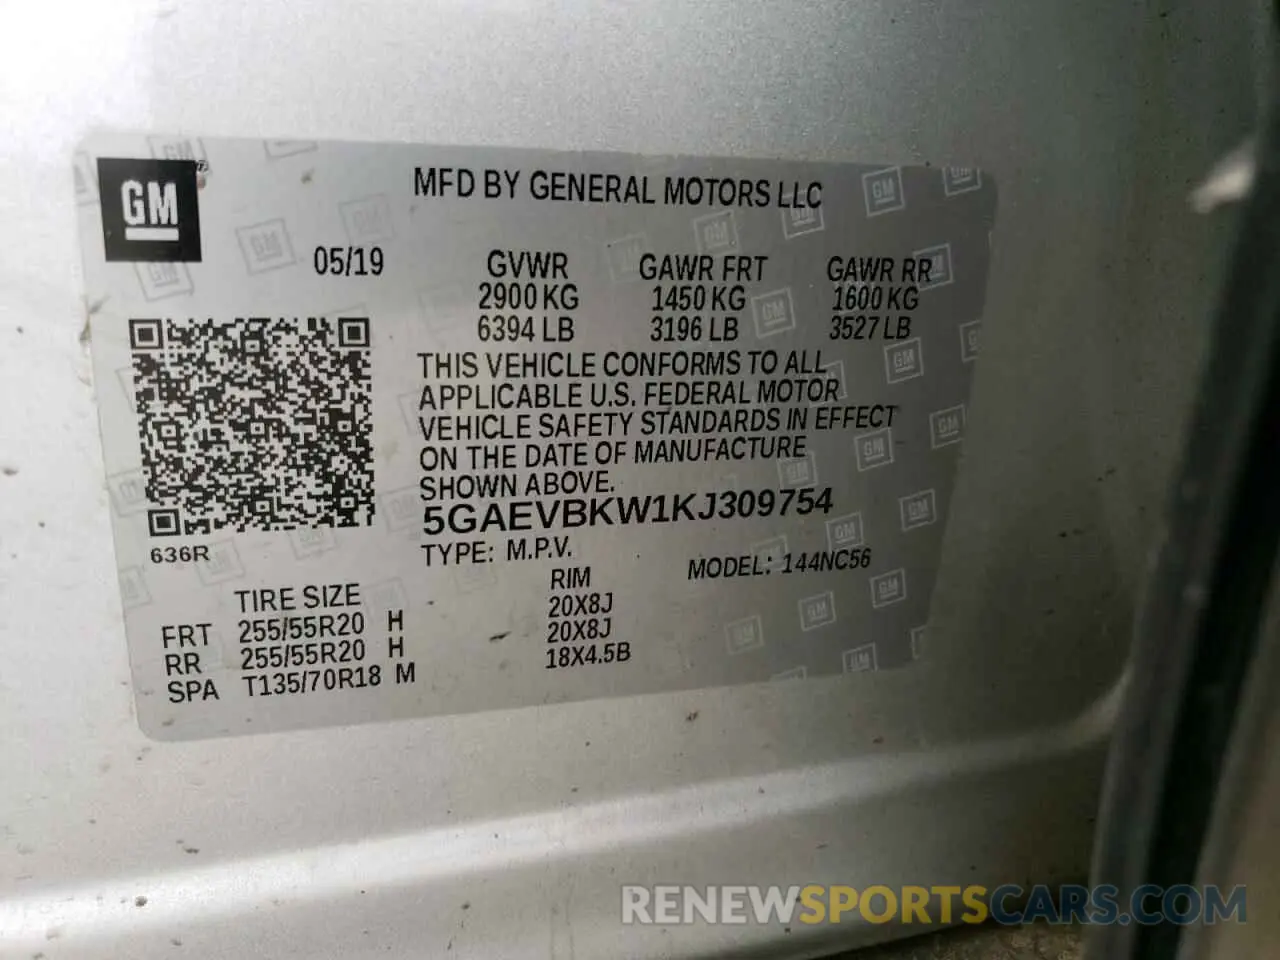 GM
MFD BY GENERAL MOTORS LLC
05/19 GVWR GAWR FRT GAWR RR
2900 KG 1450 KG 1600 KG
6394 LB 3196 LB 3527 LB
THIS VEHICLE CONFORMS TO ALL
APPLICABLE U.S. FEDERAL MOTOR
VEHICLE SAFETY STANDARDS IN EFFECT
ON THE DATE OF MANUFACTURE
SHOWN ABOVE.
5GAEVBKW1KJ309754
636R
TYPE: M.P.V. MODEL: 144NC56
TIRE SIZE RIM
FRT 255/55R20 H 20X8J
RR 255/55R20 H 20X8J
SPA T135/70R18 M 18X4.5B
RENEWSPORTSCARS.COM